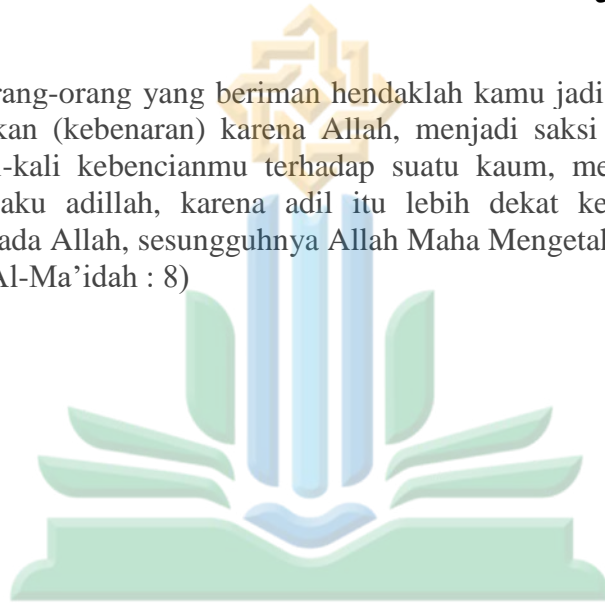 rang-orang yang beriman hendaklah kamu jadi
kan (kebenaran) karena Allah, menjadi saksi
-kali kebencianmu terhadap suatu kaum, me
aku adillah, karena adil itu lebih dekat ke
ada Allah, sesungguhnya Allah Maha Mengetah
Al-Ma’idah : 8)